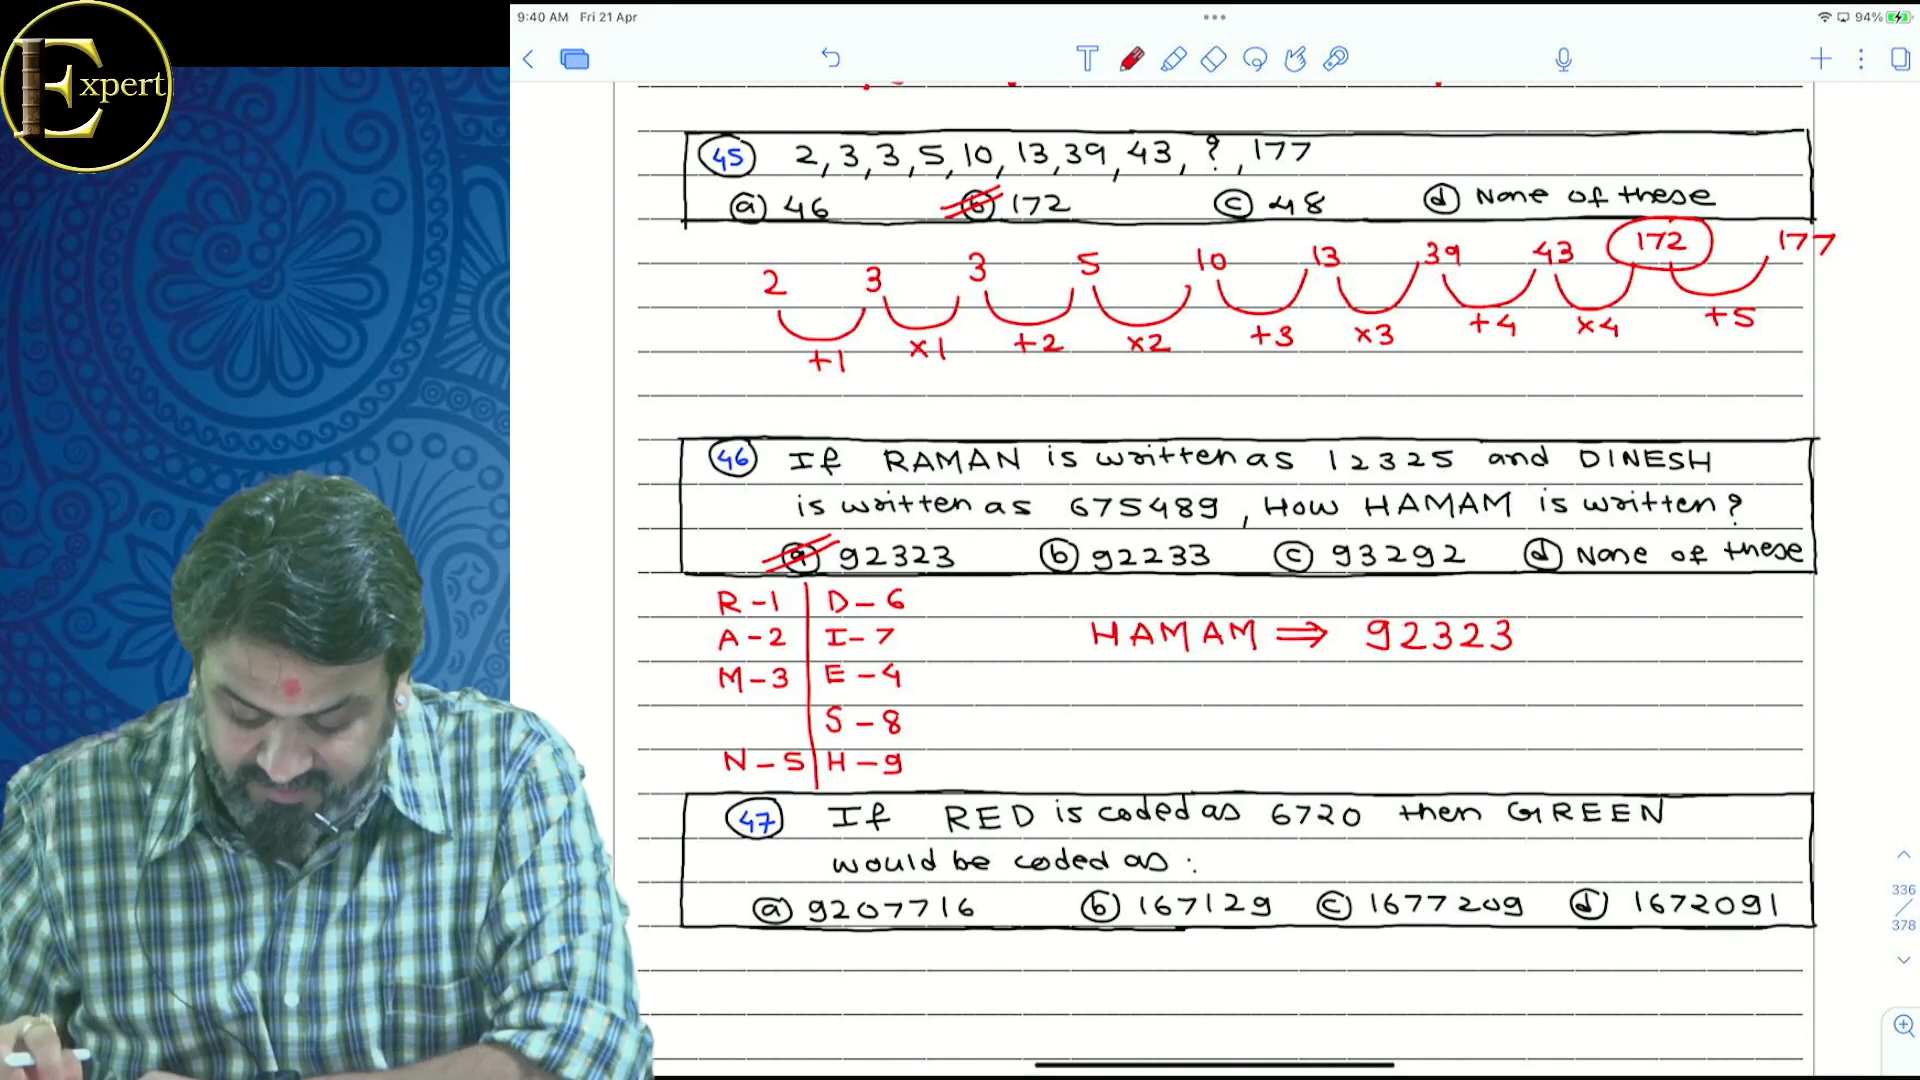 9:40 AM Fri 21 Apr
94%
Expert
45 2, 3, 3, 5, 10, 13, 39, 43, ?, 177
a 46 b 172 c 48 d None of these
2 3 3 5 10 13 39 43 172 177
+1 x1 +2 x2 +3 x3 +4 x4 +5
46 If RAMAN is written as 12325 and DINESH
is written as 675489, How HAMAM is written?
a 92323 b 92233 c 93292 d None of these
R-1 D-6
A-2 I-7
M-3 E-4
S-8
N-5 H-9
HAMAM ⇒ 92323
47 If RED is coded as 6720 then GREEN
would be coded as:
a 9207716 b 167129 c 1677209 d 1672091
336
378